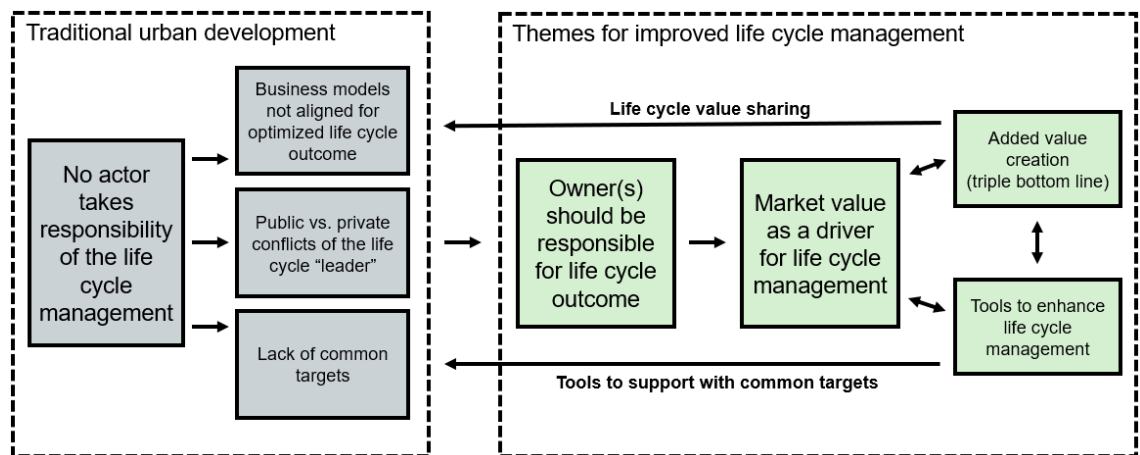 Traditional urban development
No actor
takes
responsibility
of the life
cycle
management
Business models
not aligned for
optimized life cycle
outcome
Public vs. private
conflicts of the life
cycle “leader”
Lack of common
targets
Themes for improved life cycle management
Life cycle value sharing
Owner(s)
should be
responsible
for life cycle
outcome
Market value
as a driver
for life cycle
management
Added value
creation
(triple bottom line)
Tools to enhance
life cycle
management
Tools to support with common targets